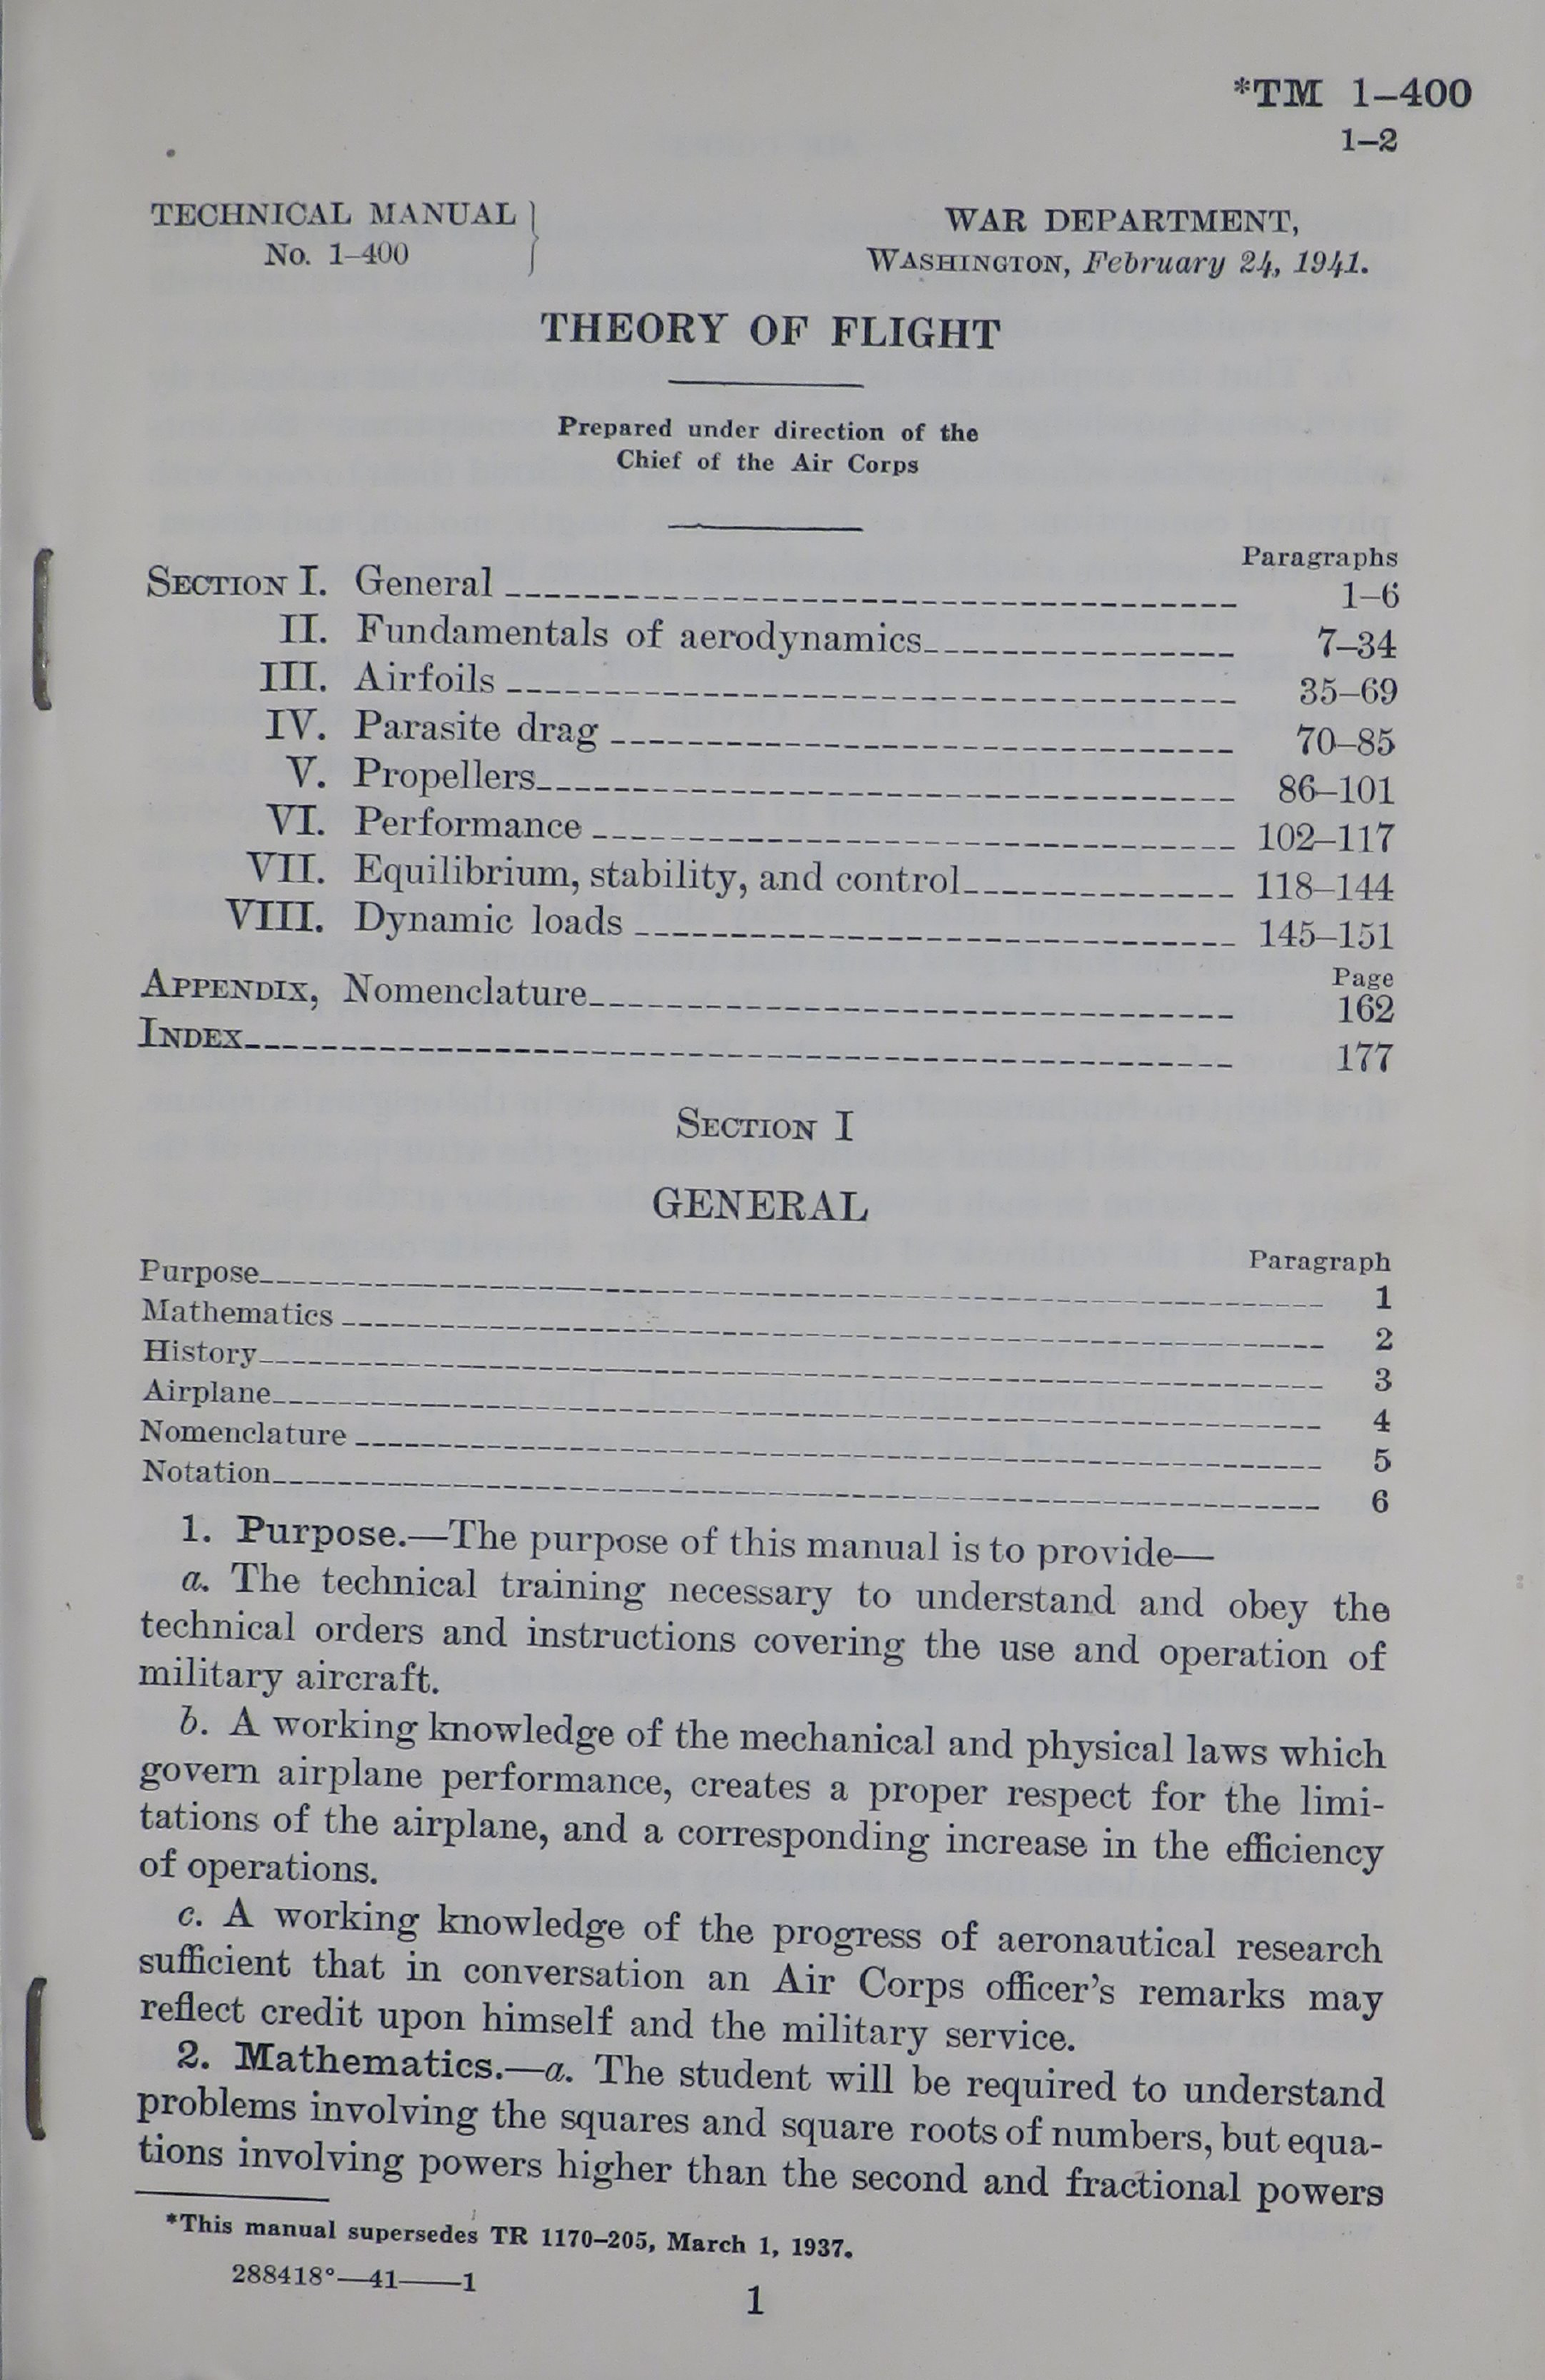 *TM 1–400
1–2
TECHNICAL MANUAL
No. 1–400
WAR DEPARTMENT,
WASHINGTON, February 24, 1941.
THEORY OF FLIGHT
Prepared under direction of the
Chief of the Air Corps
Paragraphs
SECTION I. General 1–6
II. Fundamentals of aerodynamics 7–34
III. Airfoils 35–69
IV. Parasite drag 70–85
V. Propellers 86–101
VI. Performance 102–117
VII. Equilibrium, stability, and control 118–144
VIII. Dynamic loads 145–151
Page
APPENDIX, Nomenclature 162
INDEX 177
SECTION I
GENERAL
Paragraph
Purpose 1
Mathematics 2
History 3
Airplane 4
Nomenclature 5
Notation 6
1. Purpose.—The purpose of this manual is to provide—
a. The technical training necessary to understand and obey the
technical orders and instructions covering the use and operation of
military aircraft.
b. A working knowledge of the mechanical and physical laws which
govern airplane performance, creates a proper respect for the limi-
tations of the airplane, and a corresponding increase in the efficiency
of operations.
c. A working knowledge of the progress of aeronautical research
sufficient that in conversation an Air Corps officer's remarks may
reflect credit upon himself and the military service.
2. Mathematics.—a. The student will be required to understand
problems involving the squares and square roots of numbers, but equa-
tions involving powers higher than the second and fractional powers
*This manual supersedes TR 1170–205, March 1, 1937.
288418°—41——1
1